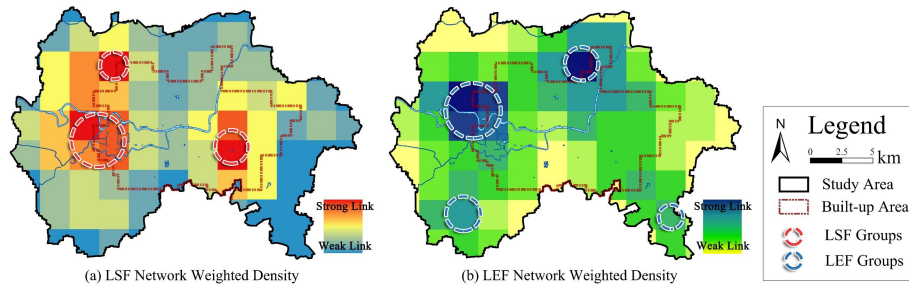 Strong Link
Weak Link
(a) LSF Network Weighted Density
Strong Link
Weak Link
(b) LEF Network Weighted Density
N
Legend
0 2.5 5
km
Study Area
Built-up Area
LSF Groups
LEF Groups